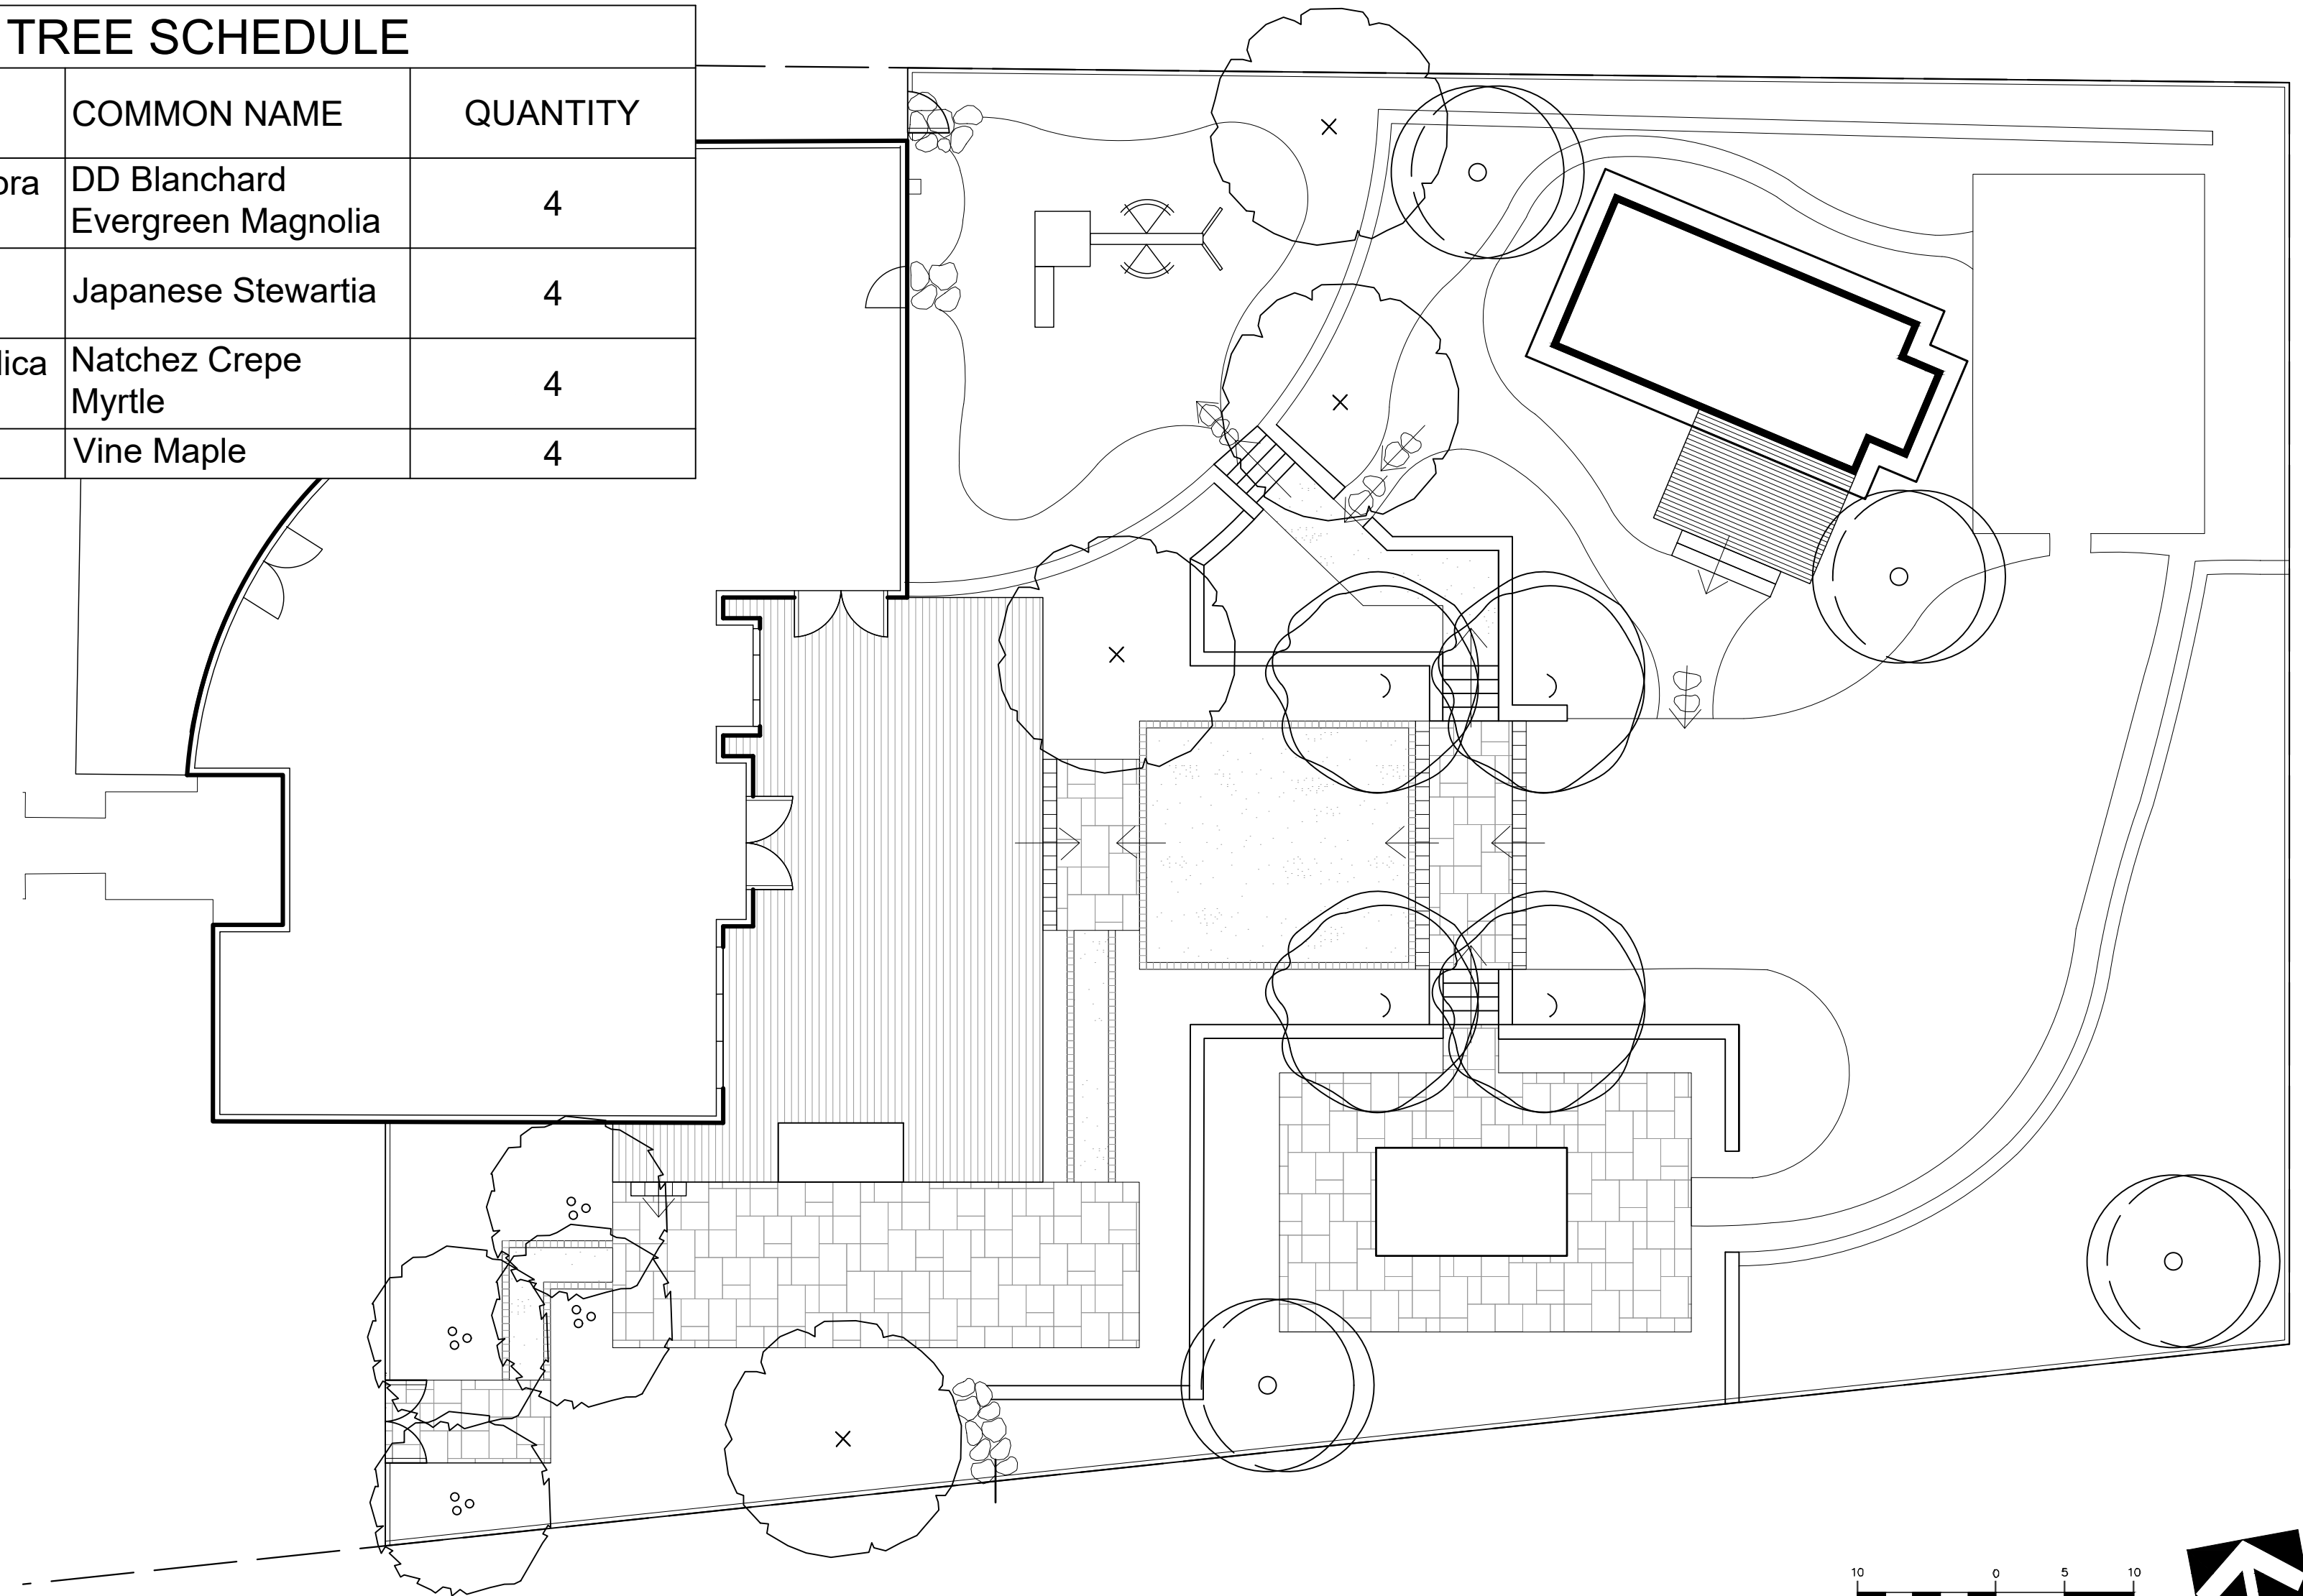 TREE SCHEDULE
COMMON NAME QUANTITY
ora DD Blanchard
Evergreen Magnolia 4
Japanese Stewartia 4
lica Natchez Crepe
Myrtle 4
Vine Maple 4
10 0 5 10